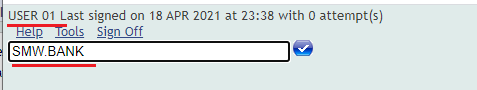 USER 01 Last signed on 18 APR 2021 at 23:38 with 0 attempt(s)
Help Tools Sign Off
SMW.BANK